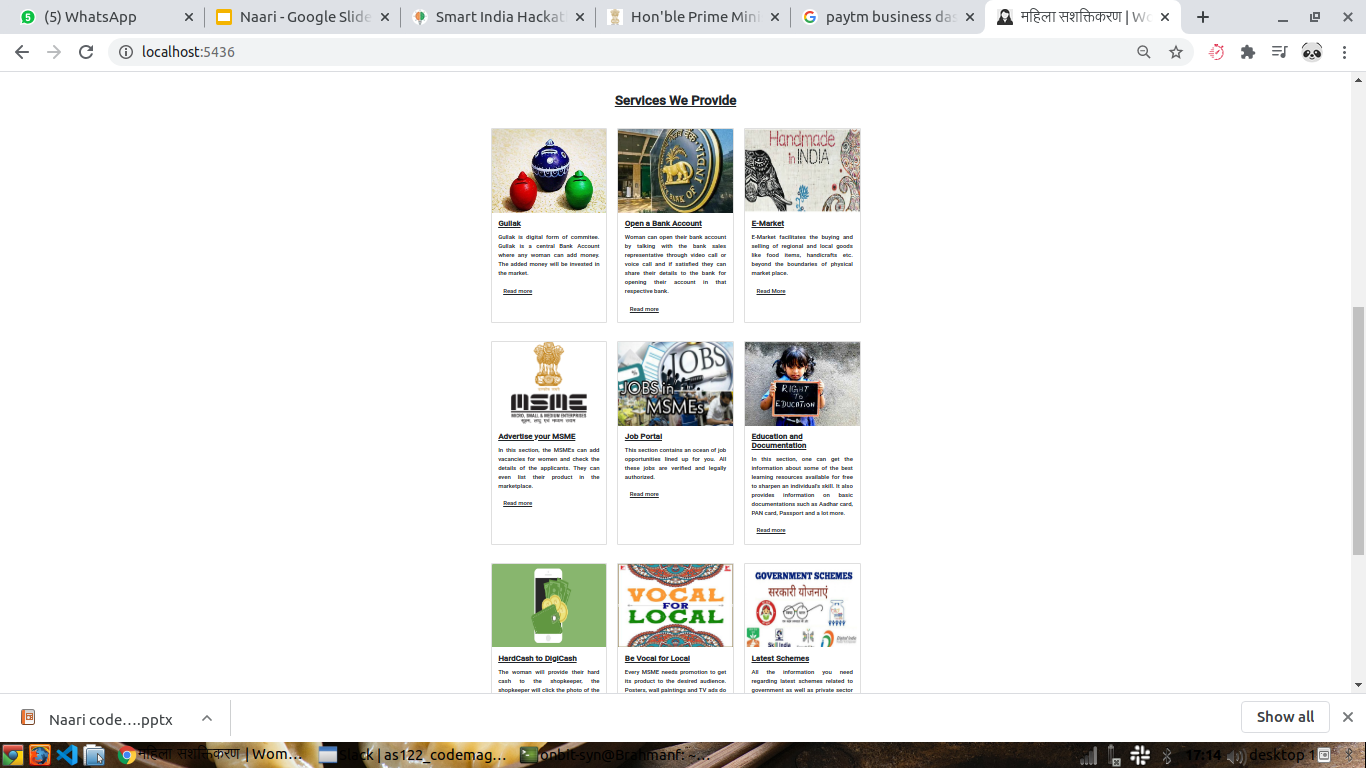 (5) WhatsApp
Naari - Google Slide
Smart India Hackat
Hon'ble Prime Mini
paytm business das
महिला सशक्तिकरण | Wo
localhost:5436
Services We Provide
Handmade
in INDIA
BANK OF INDIA
Gullak
Gullak is digital form of commitee.
Gullak is a central Bank Account
where any woman can add money.
The added money will be invested in
the market.
Read more
Open a Bank Account
Woman can open their bank account
by talking with the bank sales
representative through video call or
voice call and if satisfied they can
share their details to the bank for
opening their account in that
respective bank.
Read more
E-Market
E-Market facilitates the buying and
selling of regional and local goods
like food items, handicrafts etc.
beyond the boundaries of physical
market place.
Read More
MSME
MICRO, SMALL & MEDIUM ENTERPRISES
सूक्ष्म, लघु एवं मध्यम उद्यम
JOBS
JOBS in
MSMEs
RIGHT
TO
EDUCATION
Advertise your MSME
In this section, the MSMEs can add
vacancies for women and check the
details of the applicants. They can
even list their product in the
marketplace.
Read more
Job Portal
This section contains an ocean of job
opportunities lined up for you. All
these jobs are verified and legally
authorized.
Read more
Education and
Documentation
In this section, one can get the
information about some of the best
learning resources available for free
to sharpen an individual's skill. It also
provides information on basic
documentations such as Aadhar card,
PAN card, Passport and a lot more.
Read more
VOCAL
FOR
LOCAL
GOVERNMENT SCHEMES
सरकारी योजनाएं
Skill India
Digital India
HardCash to DigiCash
The woman will provide their hard
cash to the shopkeeper, the
shopkeeper will click the photo of the
Be Vocal for Local
Every MSME needs promotion to get
its product to the desired audience.
Posters, wall paintings and TV ads do
Latest Schemes
All the information you need
regarding latest schemes related to
government as well as private sector
Naari code....pptx
Show all
महिला सशक्तिकरण | Wom...
Slack | as122_codemag...
onbit-syn@Brahmanf: ~...
17:14
desktop 1